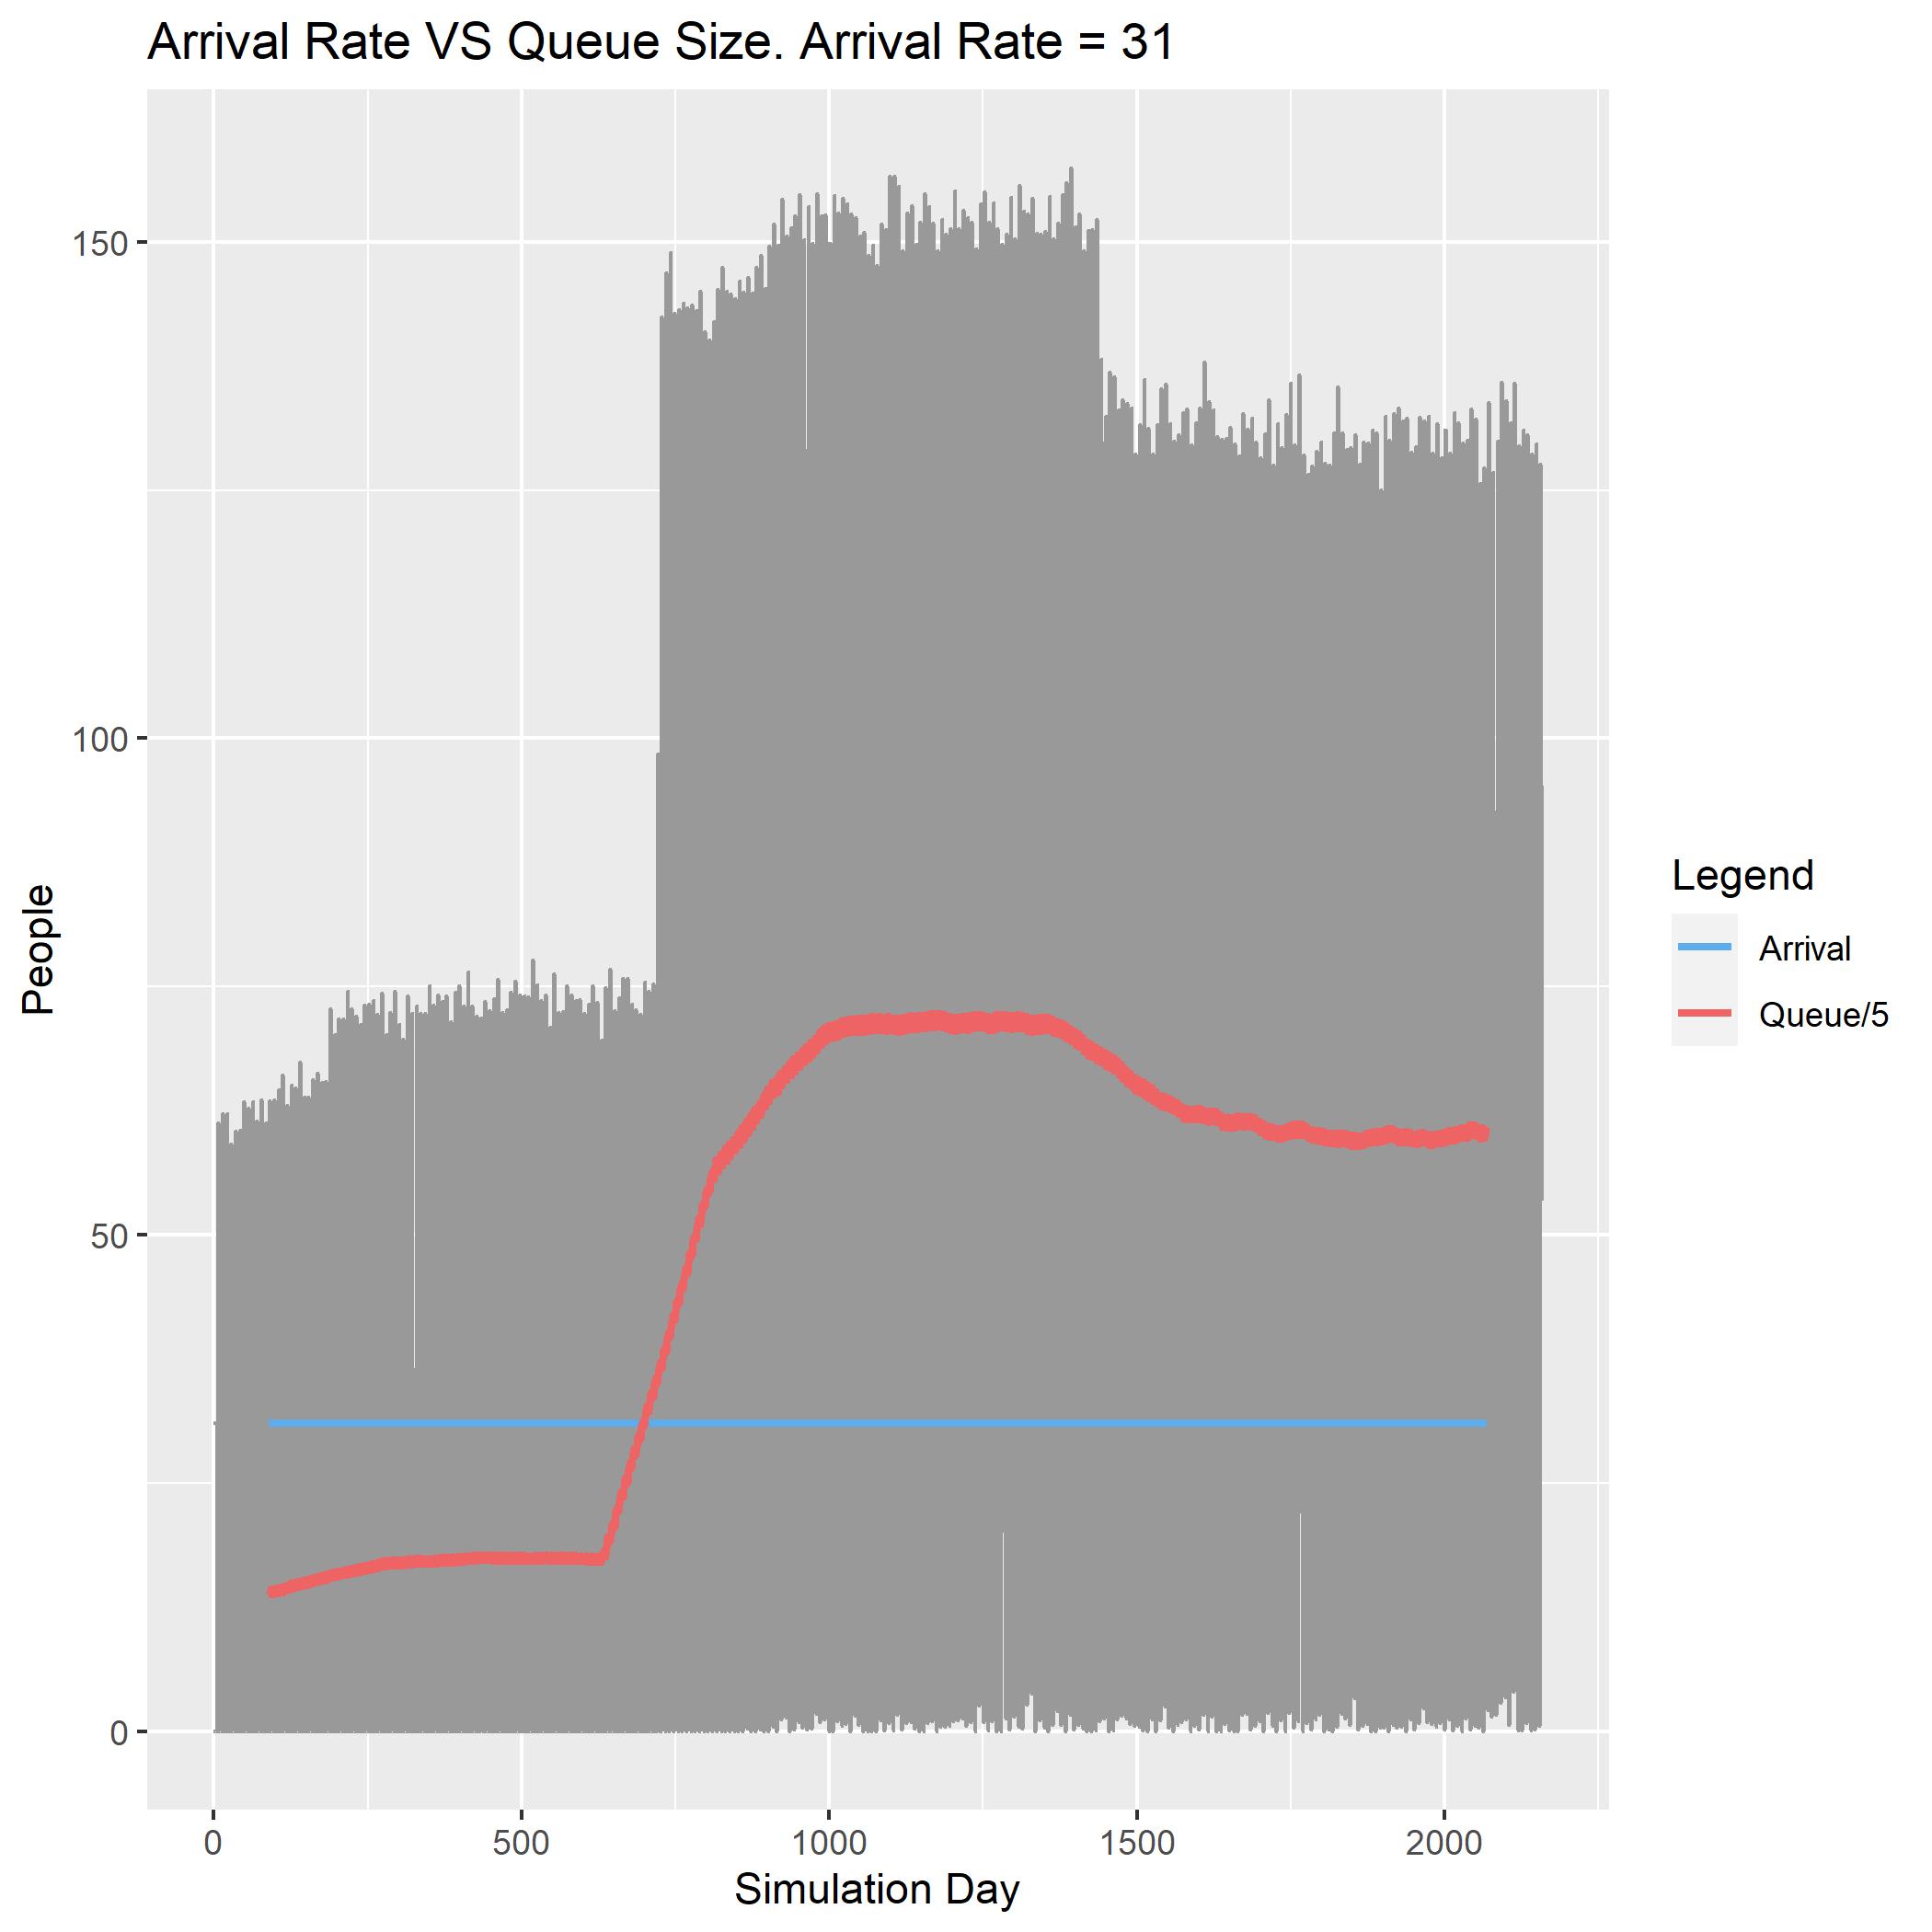 Arrival Rate VS Queue Size. Arrival Rate = 31
150
100
50
0
People
0 500 1000 1500 2000
Simulation Day
Legend
Arrival
Queue/5